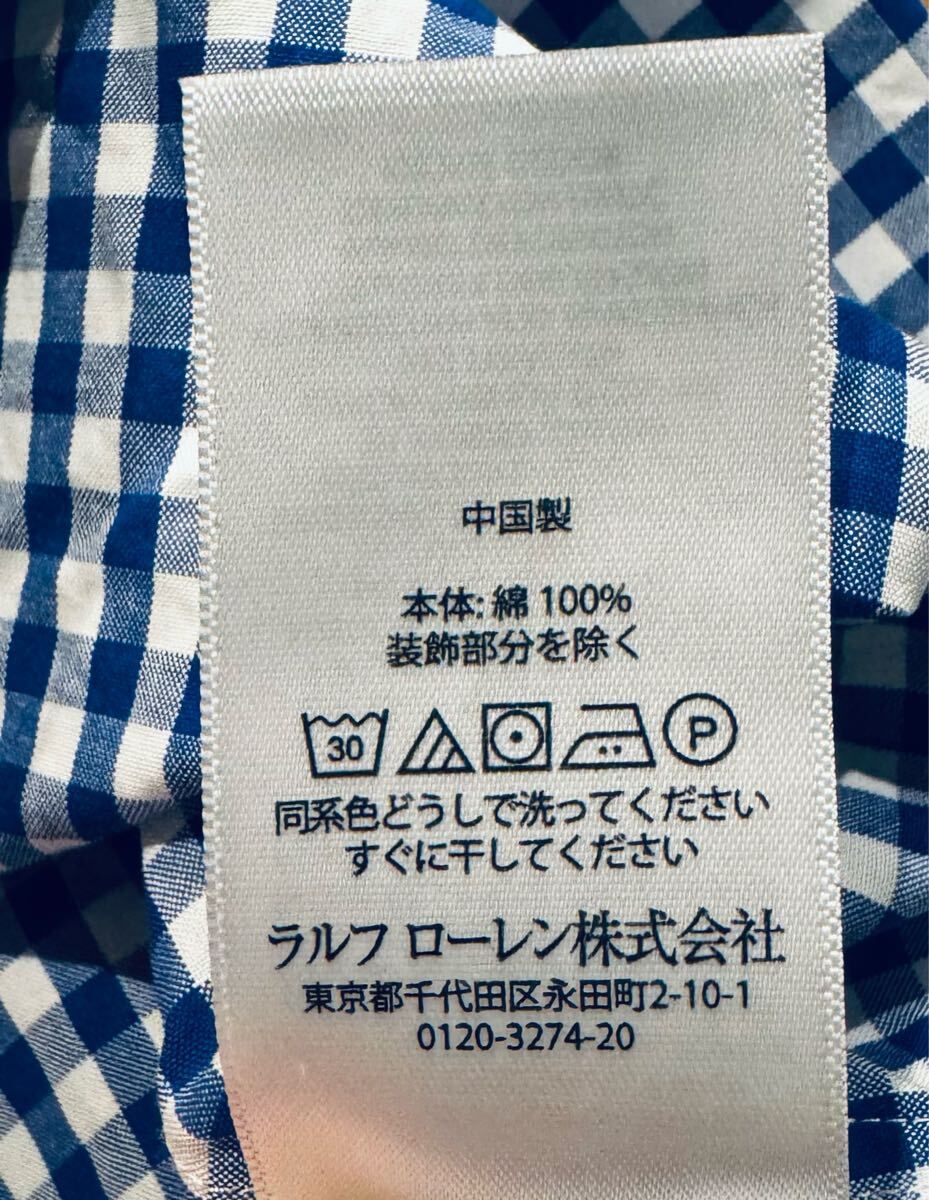 中国製
本体: 綿 100%
装飾部分を除く
30 P
同系色どうしで洗ってください
すぐに干してください
ラルフ ローレン株式会社
東京都千代田区永田町2-10-1
0120-3274-20